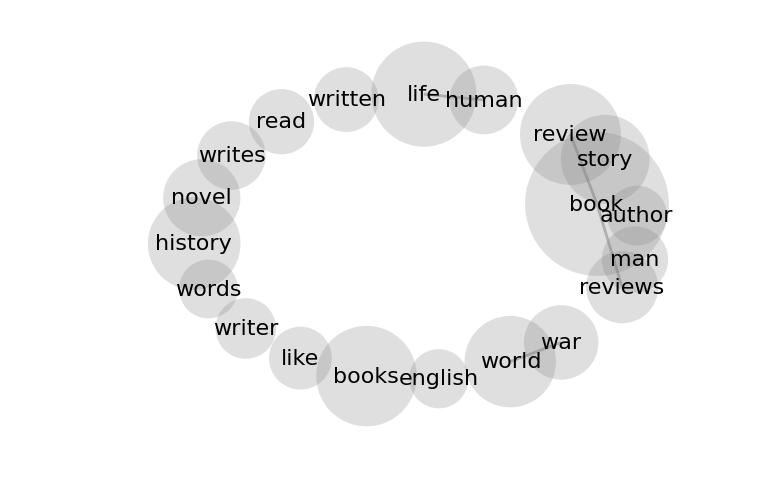 life
human
written
read
review
writes
story
novel
book
author
history
man
words
reviews
writer
war
like
world
books
english